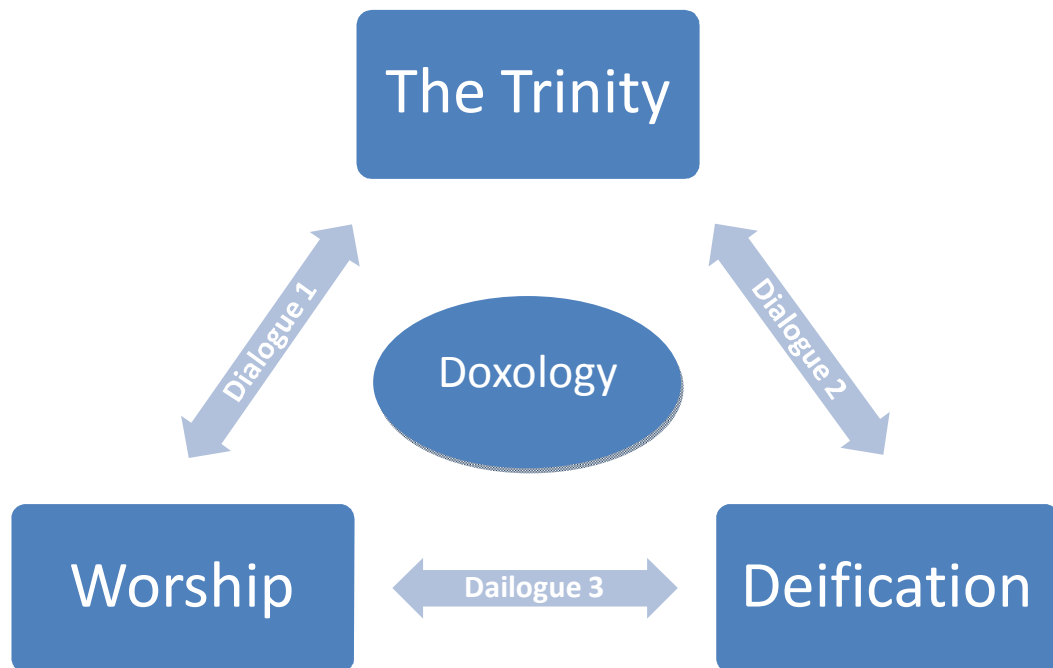 The Trinity
Dialogue 1
Dialogue 2
Doxology
Worship
Dailogue 3
Deification